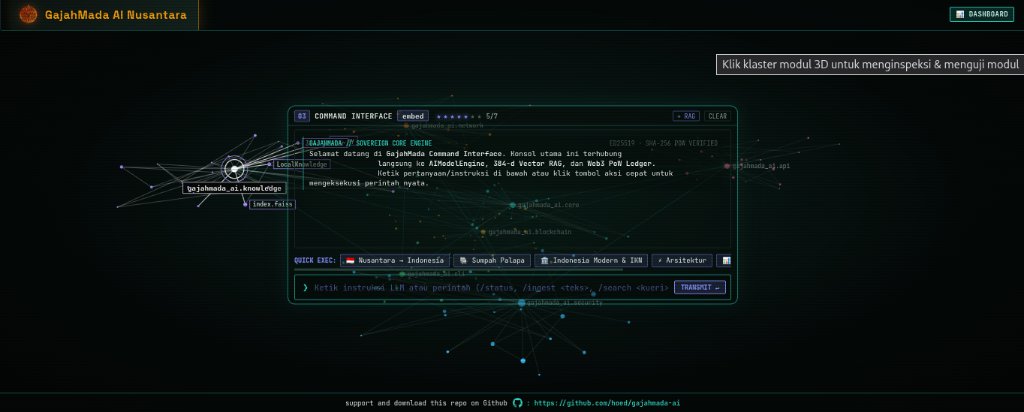 GajahMada AI Nusantara
DASHBOARD
Klik klaster modul 3D untuk menginspeksi & menguji modul
03 COMMAND INTERFACE embed ★★★★★★★ 5/7
+ RAG CLEAR
gajahmada_ai.network
GAJAHMADA /// SOVEREIGN CORE ENGINE
ED25519 · SHA-256 POA VERIFIED
Selamat datang di GajahMada Command Interface. Konsol utama ini terhubung
langsung ke AIModelEngine, 384-d Vector RAG, dan Web3 PoW Ledger.
Ketik pertanyaan/instruksi di bawah atau klik tombol aksi cepat untuk
mengeksekusi perintah nyata.
LocalKnowledge
gajahmada_ai.knowledge
index.faiss
gajahmada_ai.api
gajahmada_ai.core
gajahmada_ai.blockchain
QUICK EXEC: Nusantara → Indonesia Sumpah Palapa Indonesia Modern & IKN Arsitektur
gajahmada_ai.cli
❯ Ketik instruksi LLM atau perintah (/status, /ingest <teks>, /search <kueri>
TRANSMIT ↵
gajahmada_ai.security
support and download this repo on Github : https://github.com/hoed/gajahmada-ai